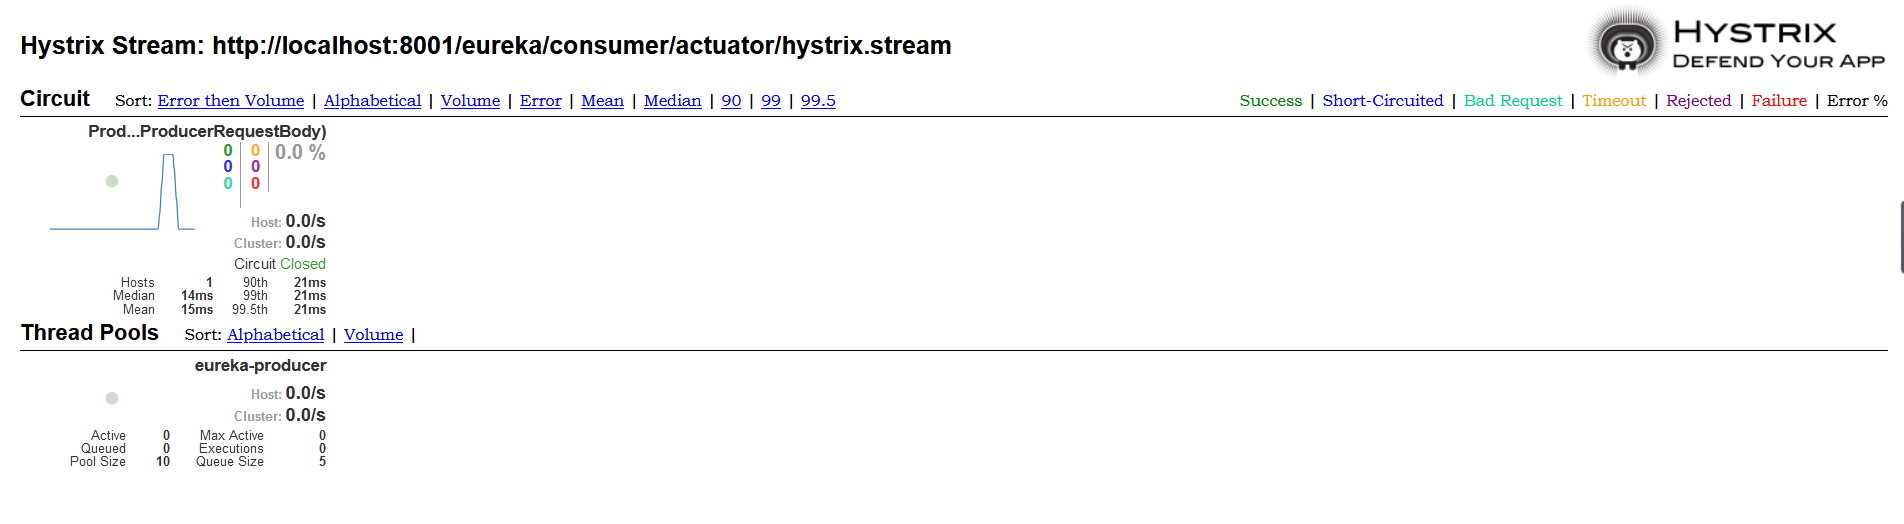 Hystrix Stream: http://localhost:8001/eureka/consumer/actuator/hystrix.stream
HYSTRIX
DEFEND YOUR APP
Circuit Sort: Error then Volume | Alphabetical | Volume | Error | Mean | Median | 90 | 99 | 99.5
Success | Short-Circuited | Bad Request | Timeout | Rejected | Failure | Error %
Prod...ProducerRequestBody)
0 0 0.0 %
0 0
0 0
Host: 0.0/s
Cluster: 0.0/s
Circuit Closed
Hosts 1 90th 21ms
Median 14ms 99th 21ms
Mean 15ms 99.5th 21ms
Thread Pools Sort: Alphabetical | Volume |
eureka-producer
Host: 0.0/s
Cluster: 0.0/s
Active 0 Max Active 0
Queued 0 Executions 0
Pool Size 10 Queue Size 5